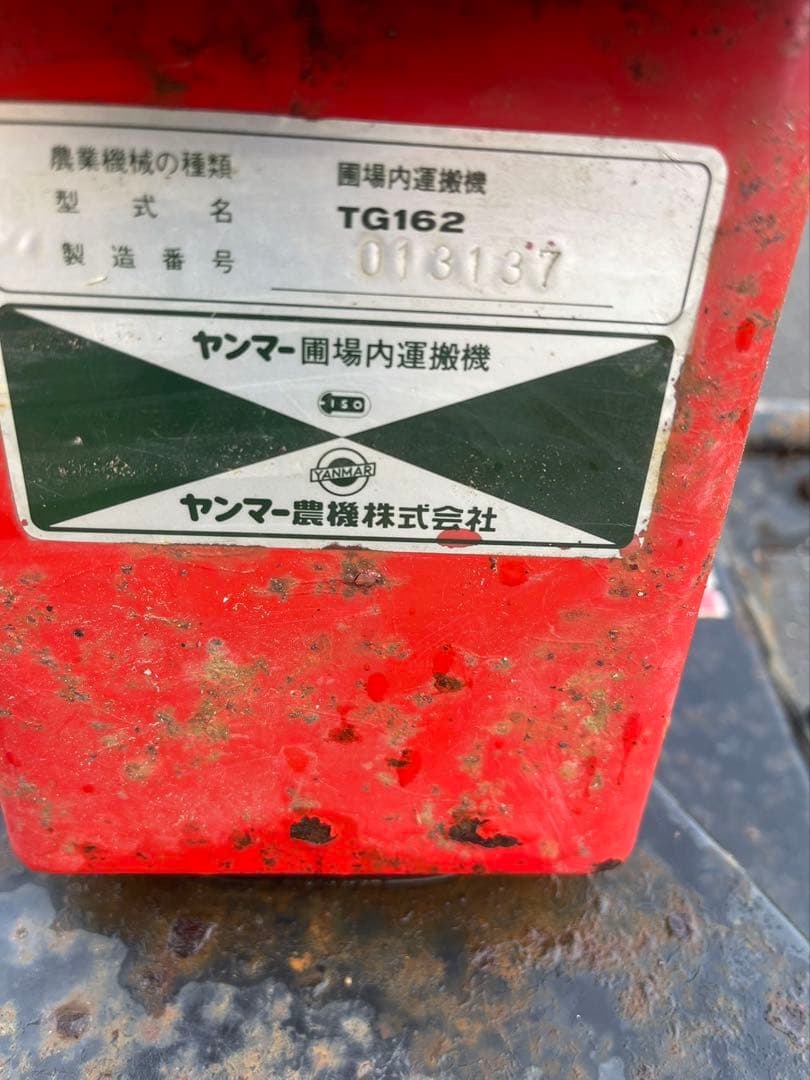 農業機械の種類 圃場内運搬機
型式名 TG162
製造番号 013137
ヤンマー圃場内運搬機
ISO
YANMAR
ヤンマー農機株式会社